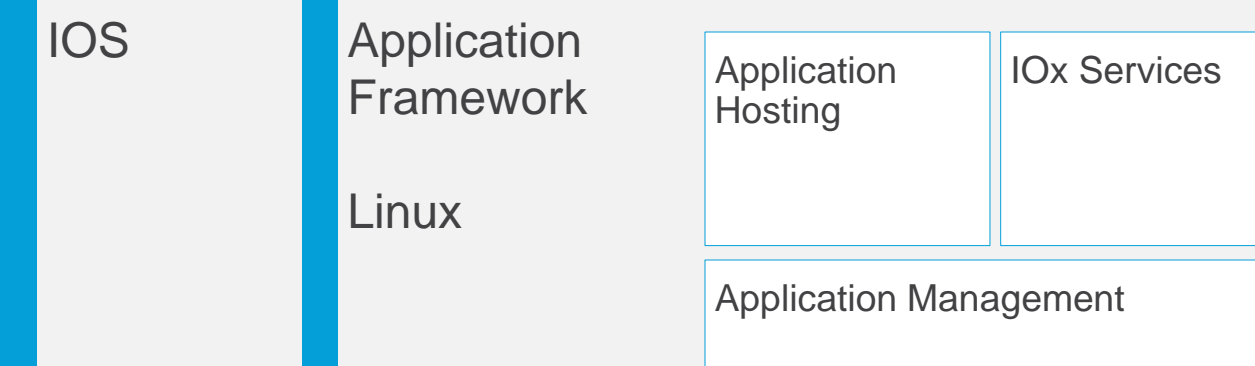 IOS
Application
Framework
Linux
Application
Hosting
IOx Services
Application Management